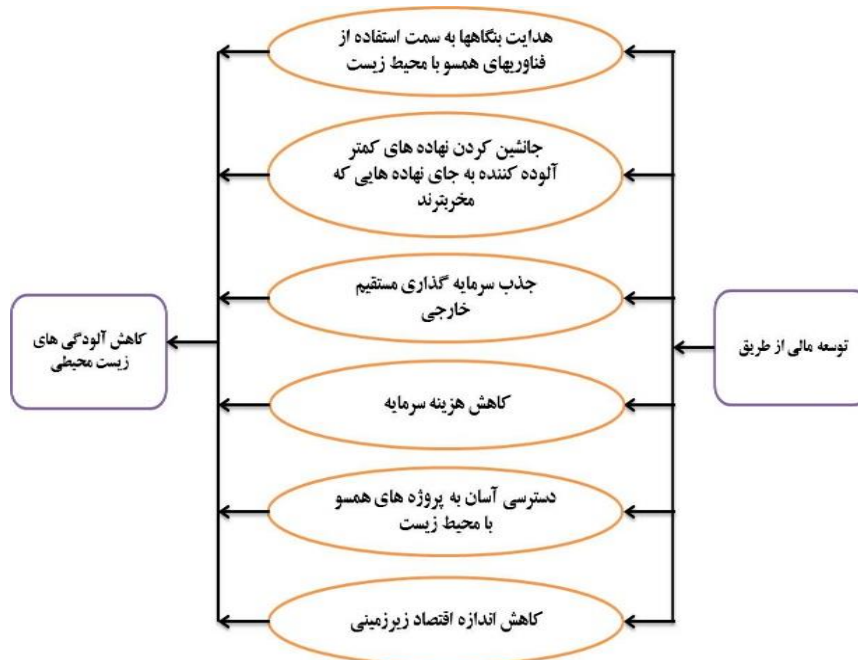 توسعه مالی از طریق
هدایت بنگاهها به سمت استفاده از
فناوریهای همسو با محیط زیست
جانشین کردن نهاده های کمتر
آلوده کننده به جای نهاده هایی که
مخربترند
جذب سرمایه گذاری مستقیم
خارجی
کاهش هزینه سرمایه
دسترسی آسان به پروژه های همسو
با محیط زیست
کاهش اندازه اقتصاد زیرزمینی
کاهش آلودگی های
زیست محیطی